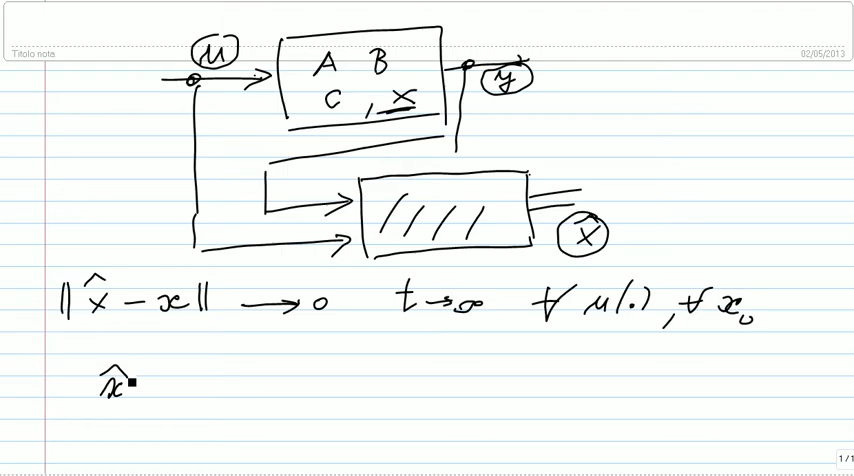 Titolo nota
02/05/2013
u
A B
y
C , x
x̂
‖ x̂ − x ‖ → 0 t → ∞ ∀ u(·), ∀ x₀
x̂
1 / 1